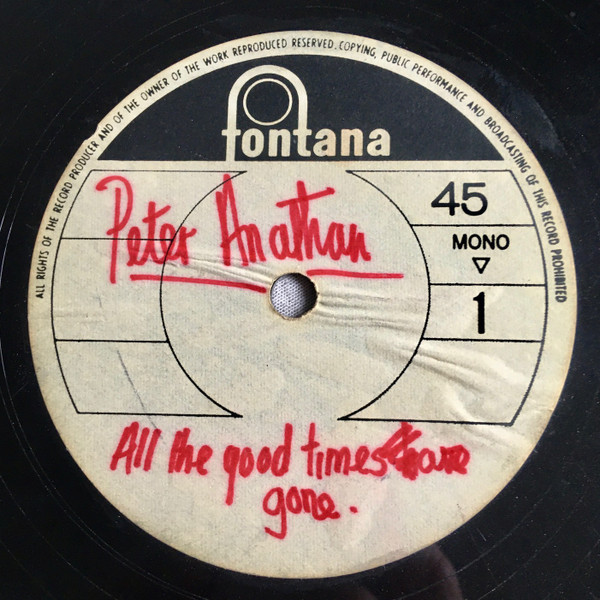 ALL RIGHTS OF THE RECORD PRODUCER AND OF THE OWNER OF THE WORK REPRODUCED RESERVED. COPYING, PUBLIC PERFORMANCE AND BROADCASTING OF THIS RECORD PROHIBITED
fontana
Peter Anathan
45
MONO
1
All the good times have
gone.